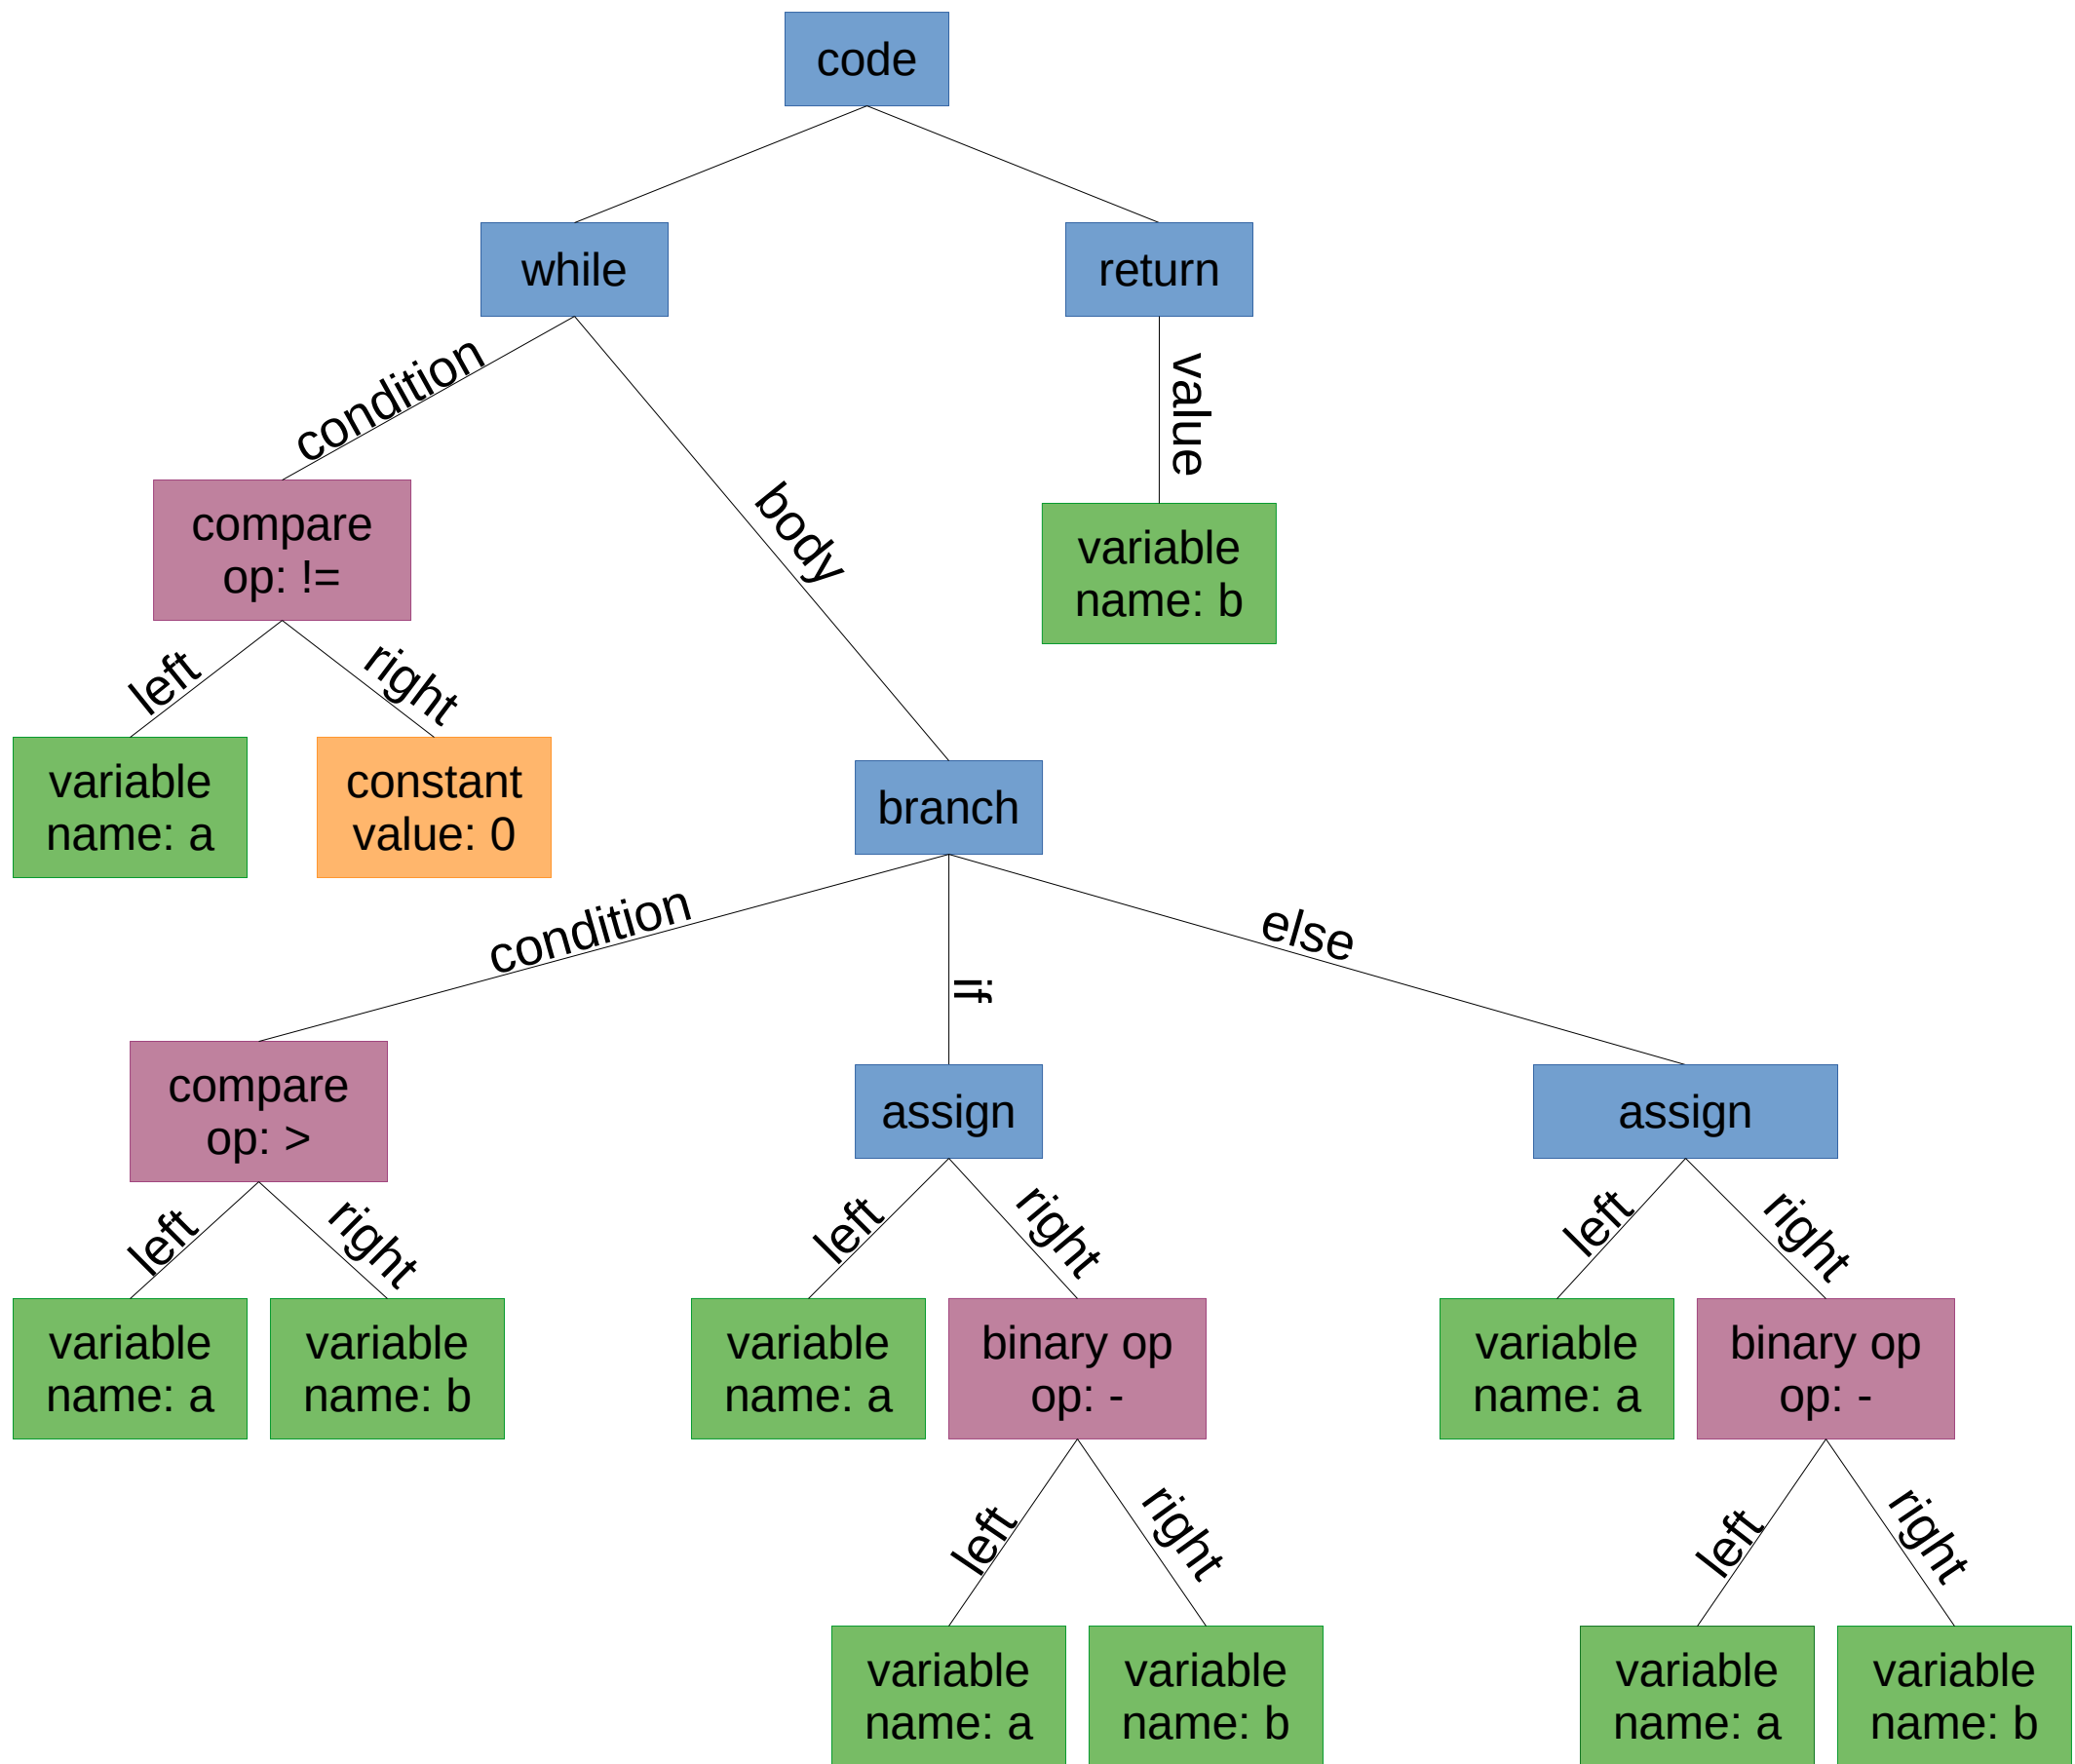 code
while
return
condition
body
value
compare
op: !=
variable
name: b
left
right
variable
name: a
constant
value: 0
branch
condition
if
else
compare
op: >
assign
assign
left
right
left
right
left
right
variable
name: a
variable
name: b
variable
name: a
binary op
op: -
variable
name: a
binary op
op: -
left
right
left
right
variable
name: a
variable
name: b
variable
name: a
variable
name: b